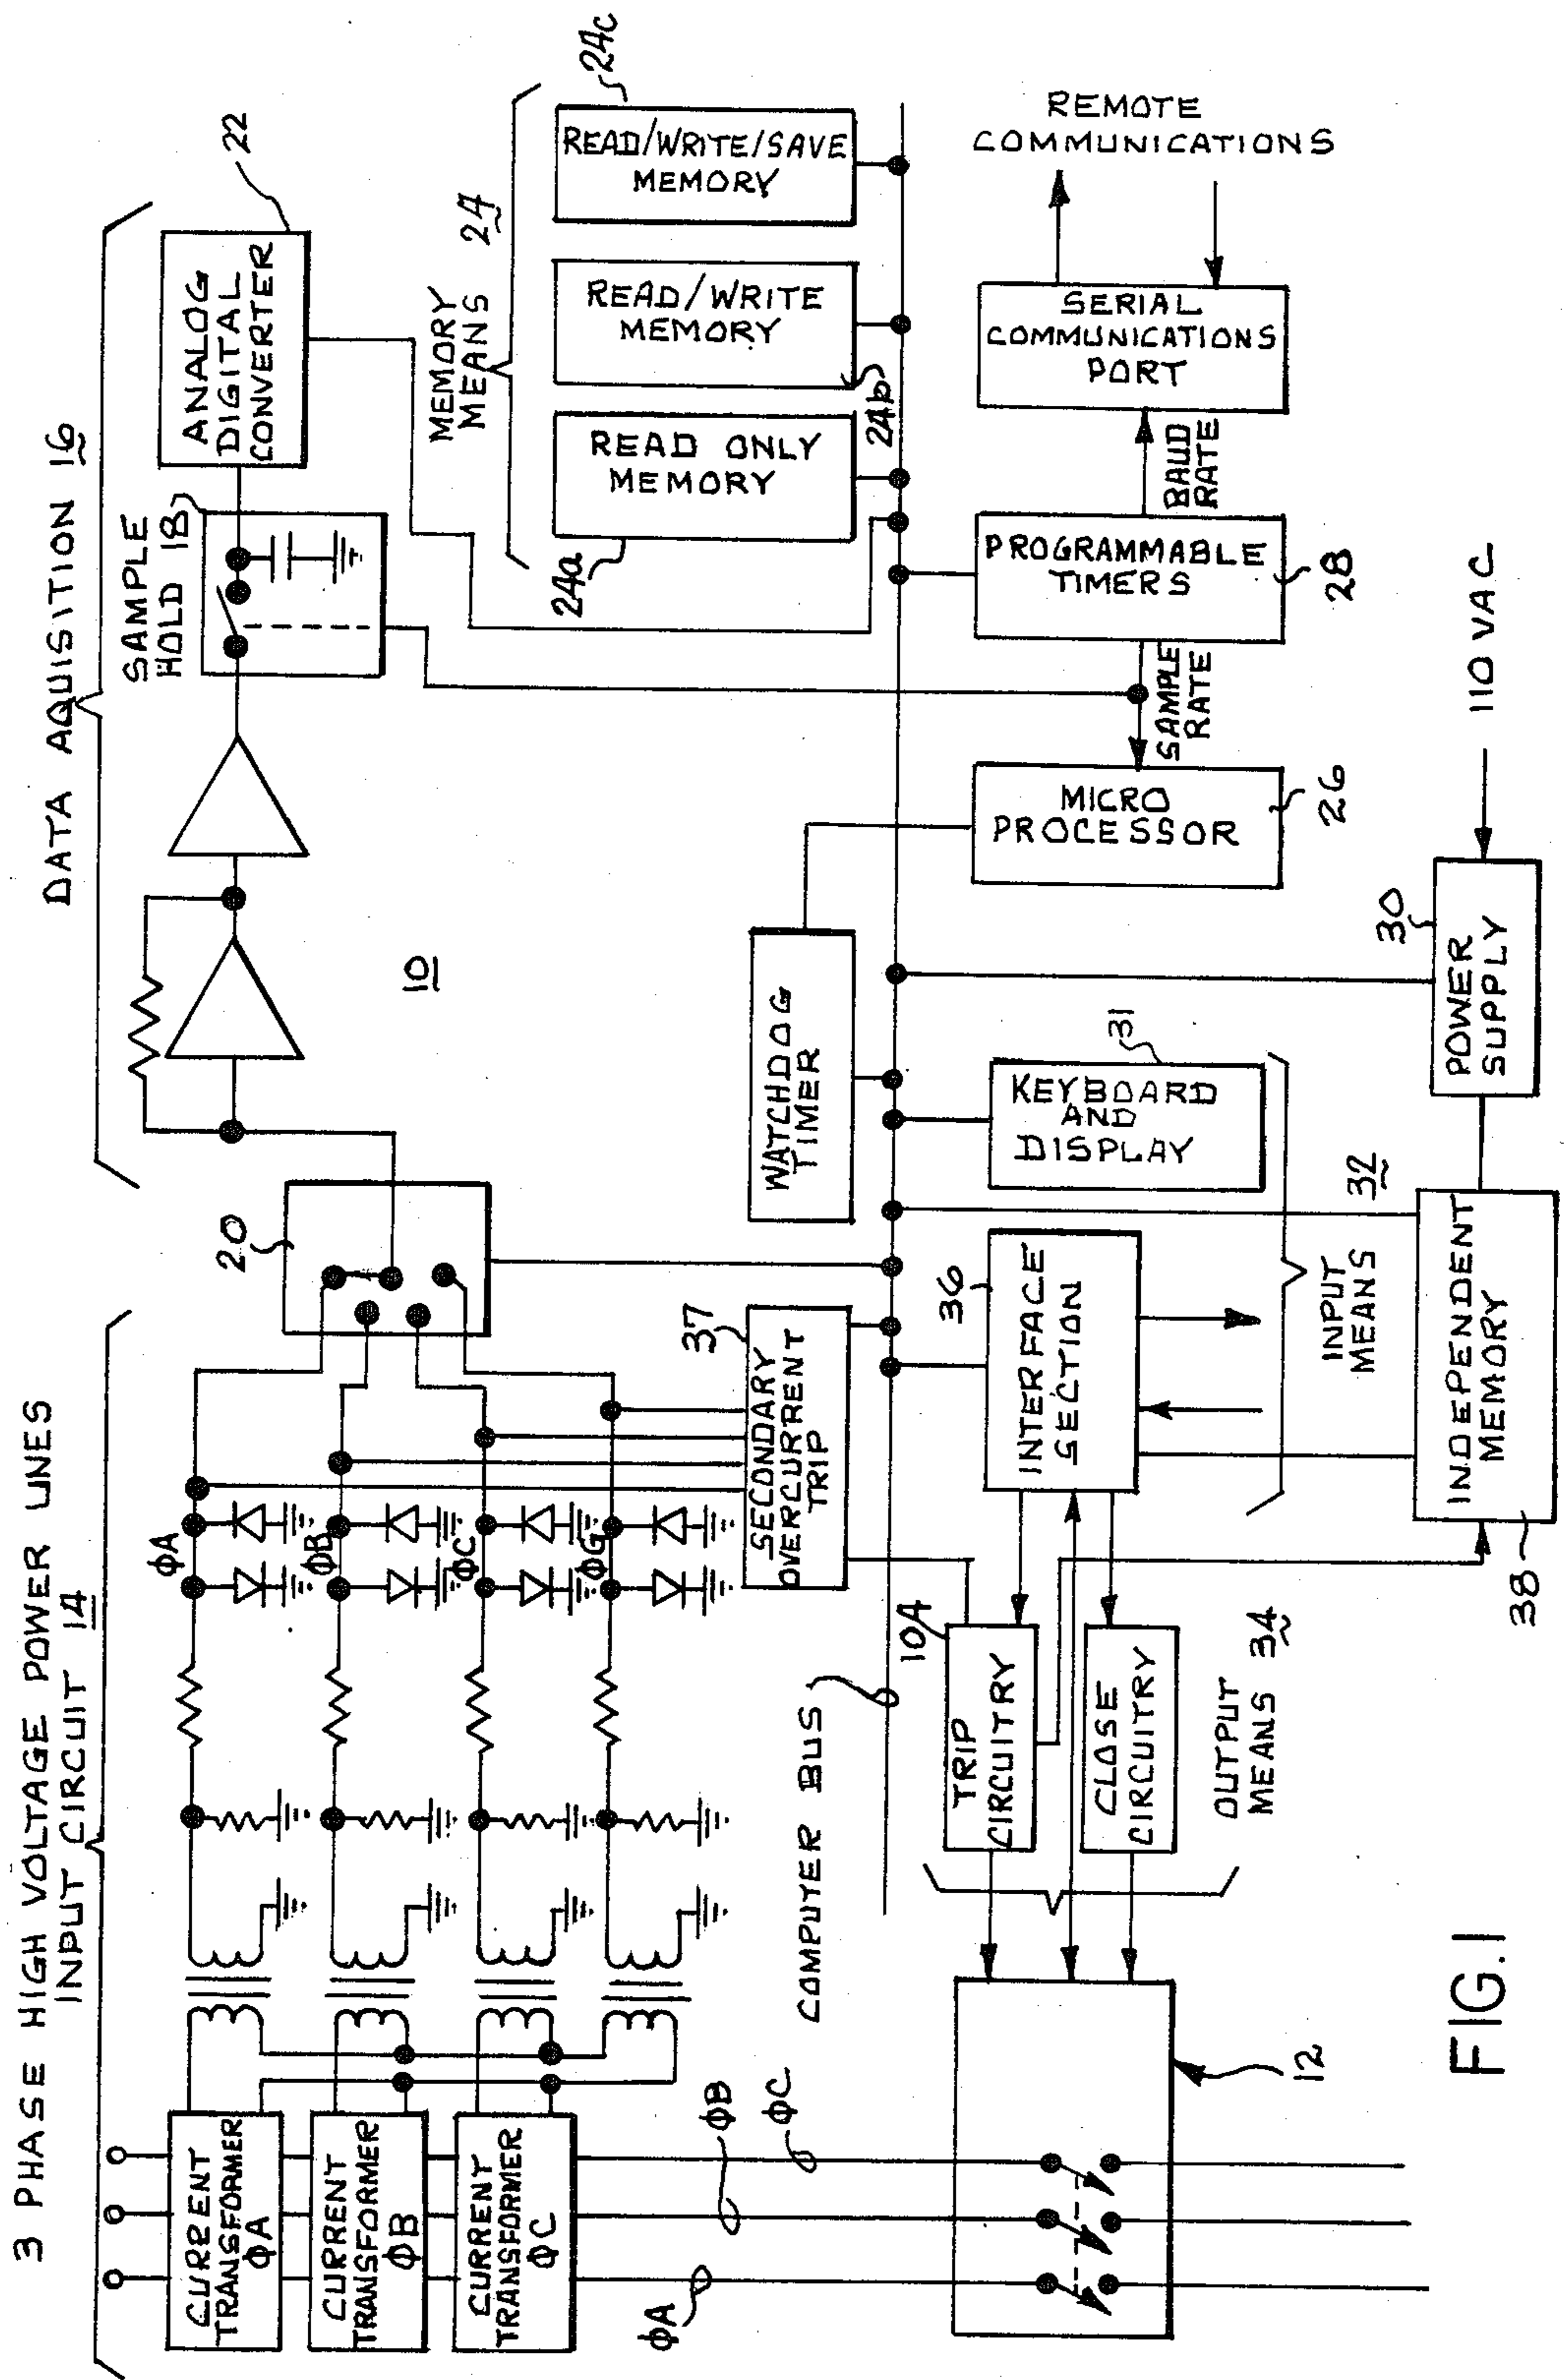 3 PHASE HIGH VOLTAGE POWER LINES
INPUT CIRCUIT 14
DATA AQUISITION 16
CURRENT
TRANSFORMER
ΦA
CURRENT
TRANSFORMER
ΦB
CURRENT
TRANSFORMER
ΦC
ΦA
ΦB
ΦC
ΦG
20
10
SAMPLE
HOLD 18
ANALOG
DIGITAL
CONVERTER
22
MEMORY
MEANS 24
READ ONLY
MEMORY
24a
READ/WRITE
MEMORY
24b
READ/WRITE/SAVE
MEMORY
24c
SECONDARY
OVERCURRENT
TRIP
37
WATCHDOG
TIMER
COMPUTER BUS
ΦA
ΦB
ΦC
12
TRIP
CIRCUITRY
10A
CLOSE
CIRCUITRY
OUTPUT
MEANS 34
INTERFACE
SECTION
36
KEYBOARD
AND
DISPLAY
31
INPUT
MEANS
32
MICRO
PROCESSOR
26
SAMPLE
RATE
PROGRAMMABLE
TIMERS
28
BAUD
RATE
SERIAL
COMMUNICATIONS
PORT
REMOTE
COMMUNICATIONS
INDEPENDENT
MEMORY
38
POWER
SUPPLY
30
110 VAC
FIG.1